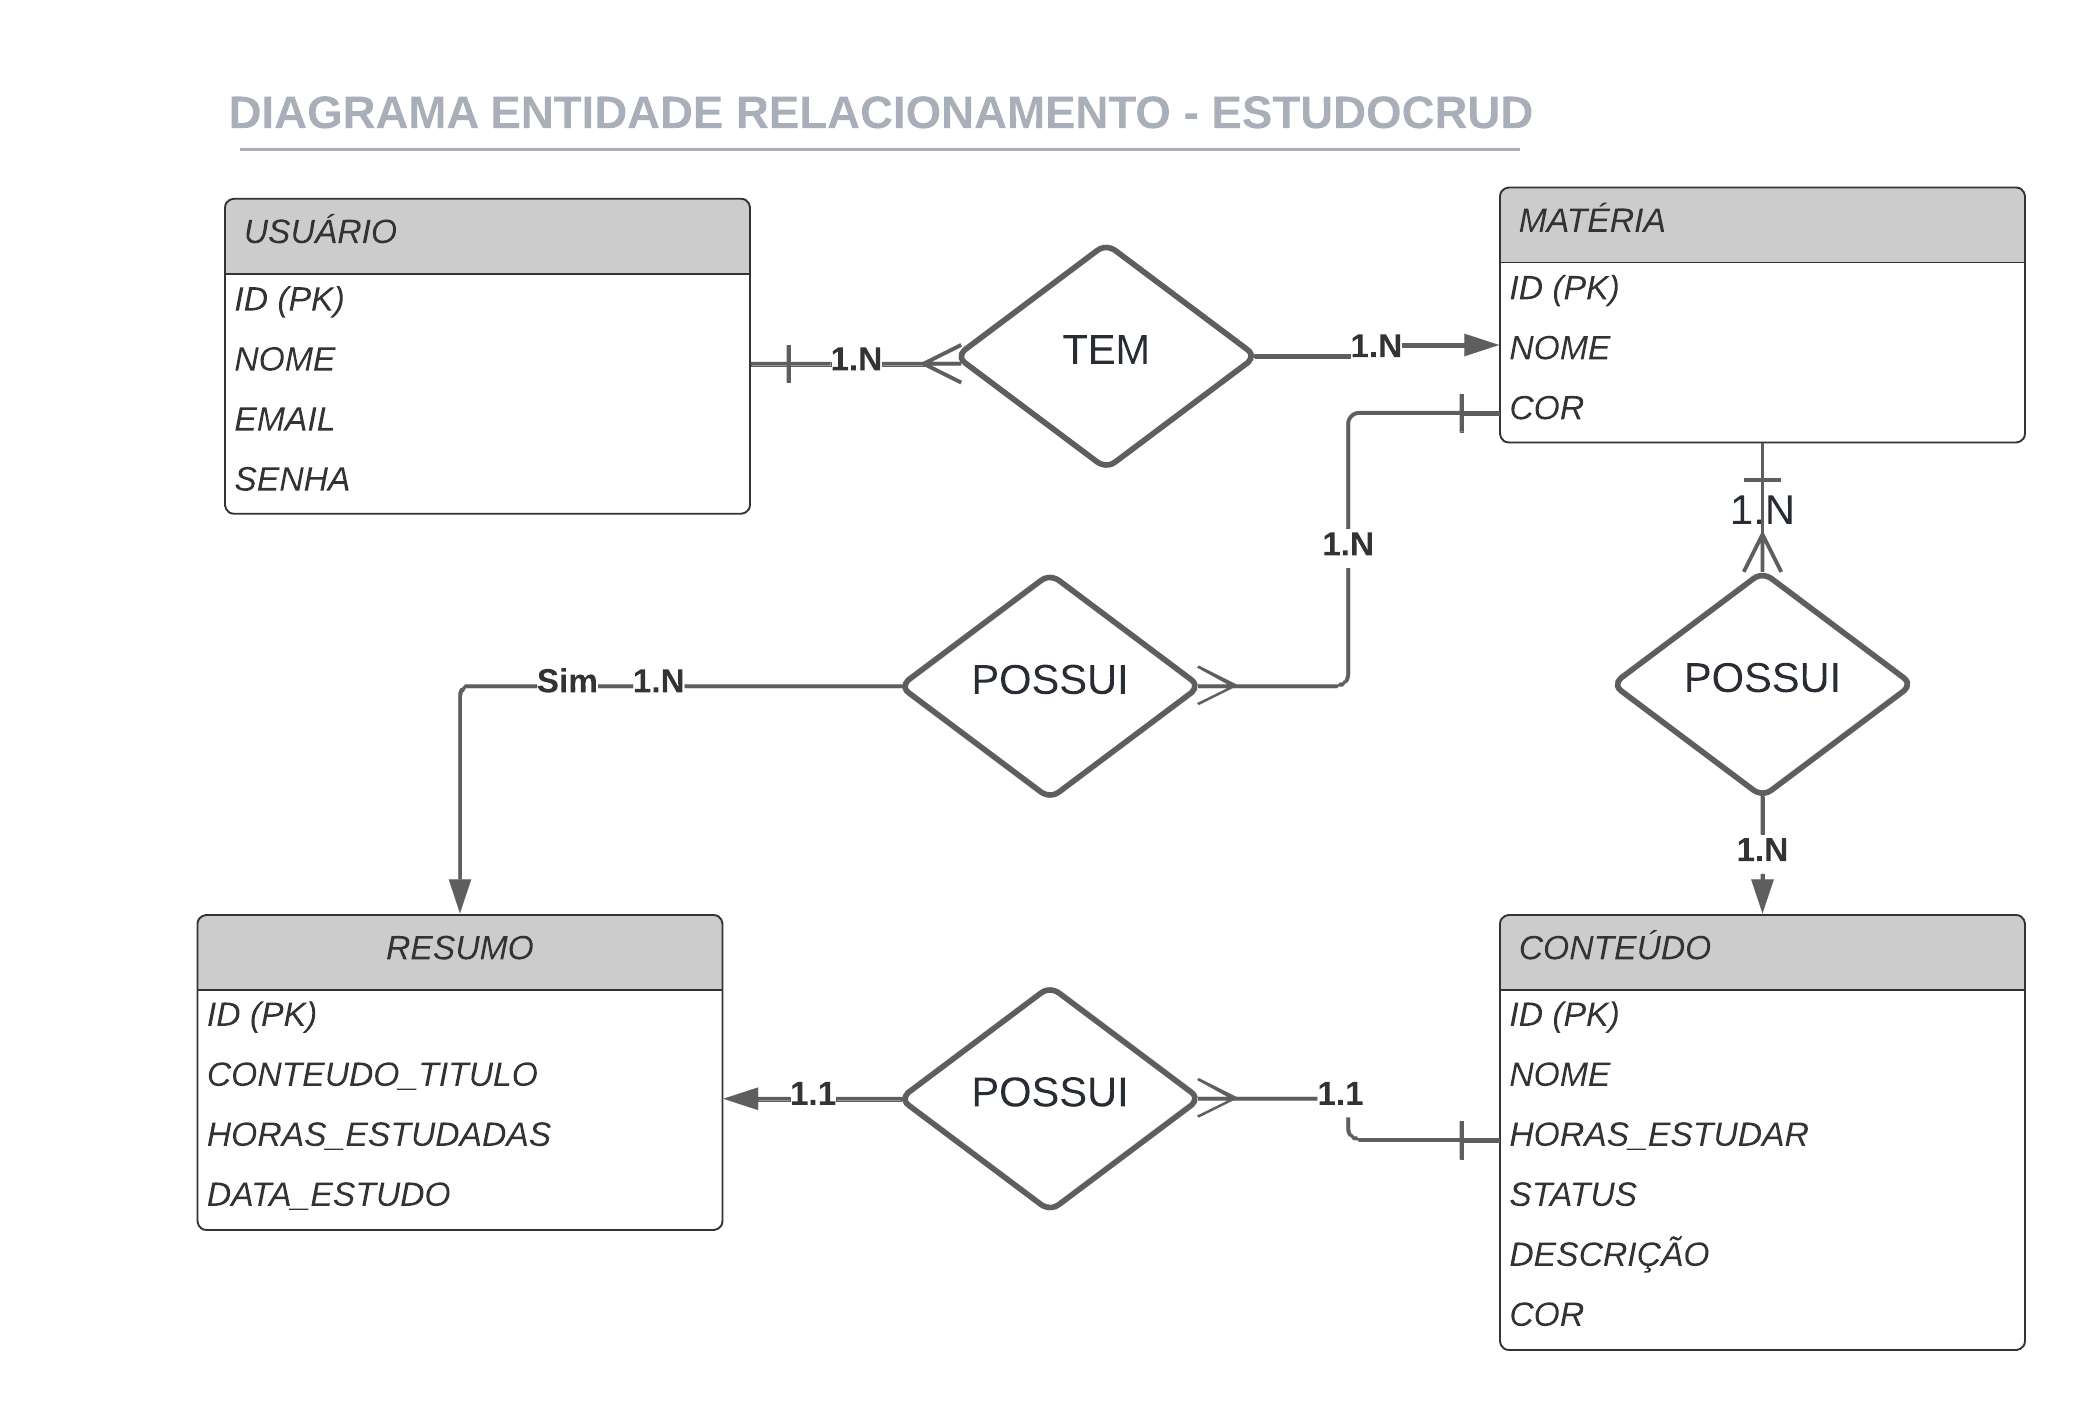 DIAGRAMA ENTIDADE RELACIONAMENTO - ESTUDOCRUD
USUÁRIO
ID (PK)
NOME
EMAIL
SENHA
1.N
TEM
1.N
MATÉRIA
ID (PK)
NOME
COR
1.N
1.N
Sim
1.N
POSSUI
POSSUI
1.N
RESUMO
ID (PK)
CONTEUDO_TITULO
HORAS_ESTUDADAS
DATA_ESTUDO
1.1
POSSUI
1.1
CONTEÚDO
ID (PK)
NOME
HORAS_ESTUDAR
STATUS
DESCRIÇÃO
COR